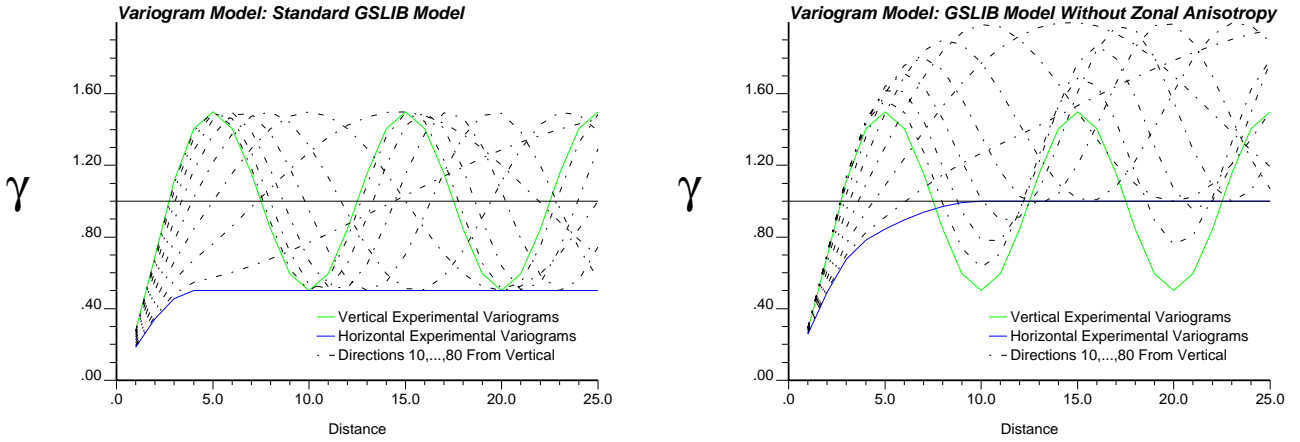 Variogram Model: Standard GSLIB Model
γ
1.60
1.20
.80
.40
.00
.0 5.0 10.0 15.0 20.0 25.0
Distance
Vertical Experimental Variograms
Horizontal Experimental Variograms
Directions 10,...,80 From Vertical
Variogram Model: GSLIB Model Without Zonal Anisotropy
γ
1.60
1.20
.80
.40
.00
.0 5.0 10.0 15.0 20.0 25.0
Distance
Vertical Experimental Variograms
Horizontal Experimental Variograms
Directions 10,...,80 From Vertical